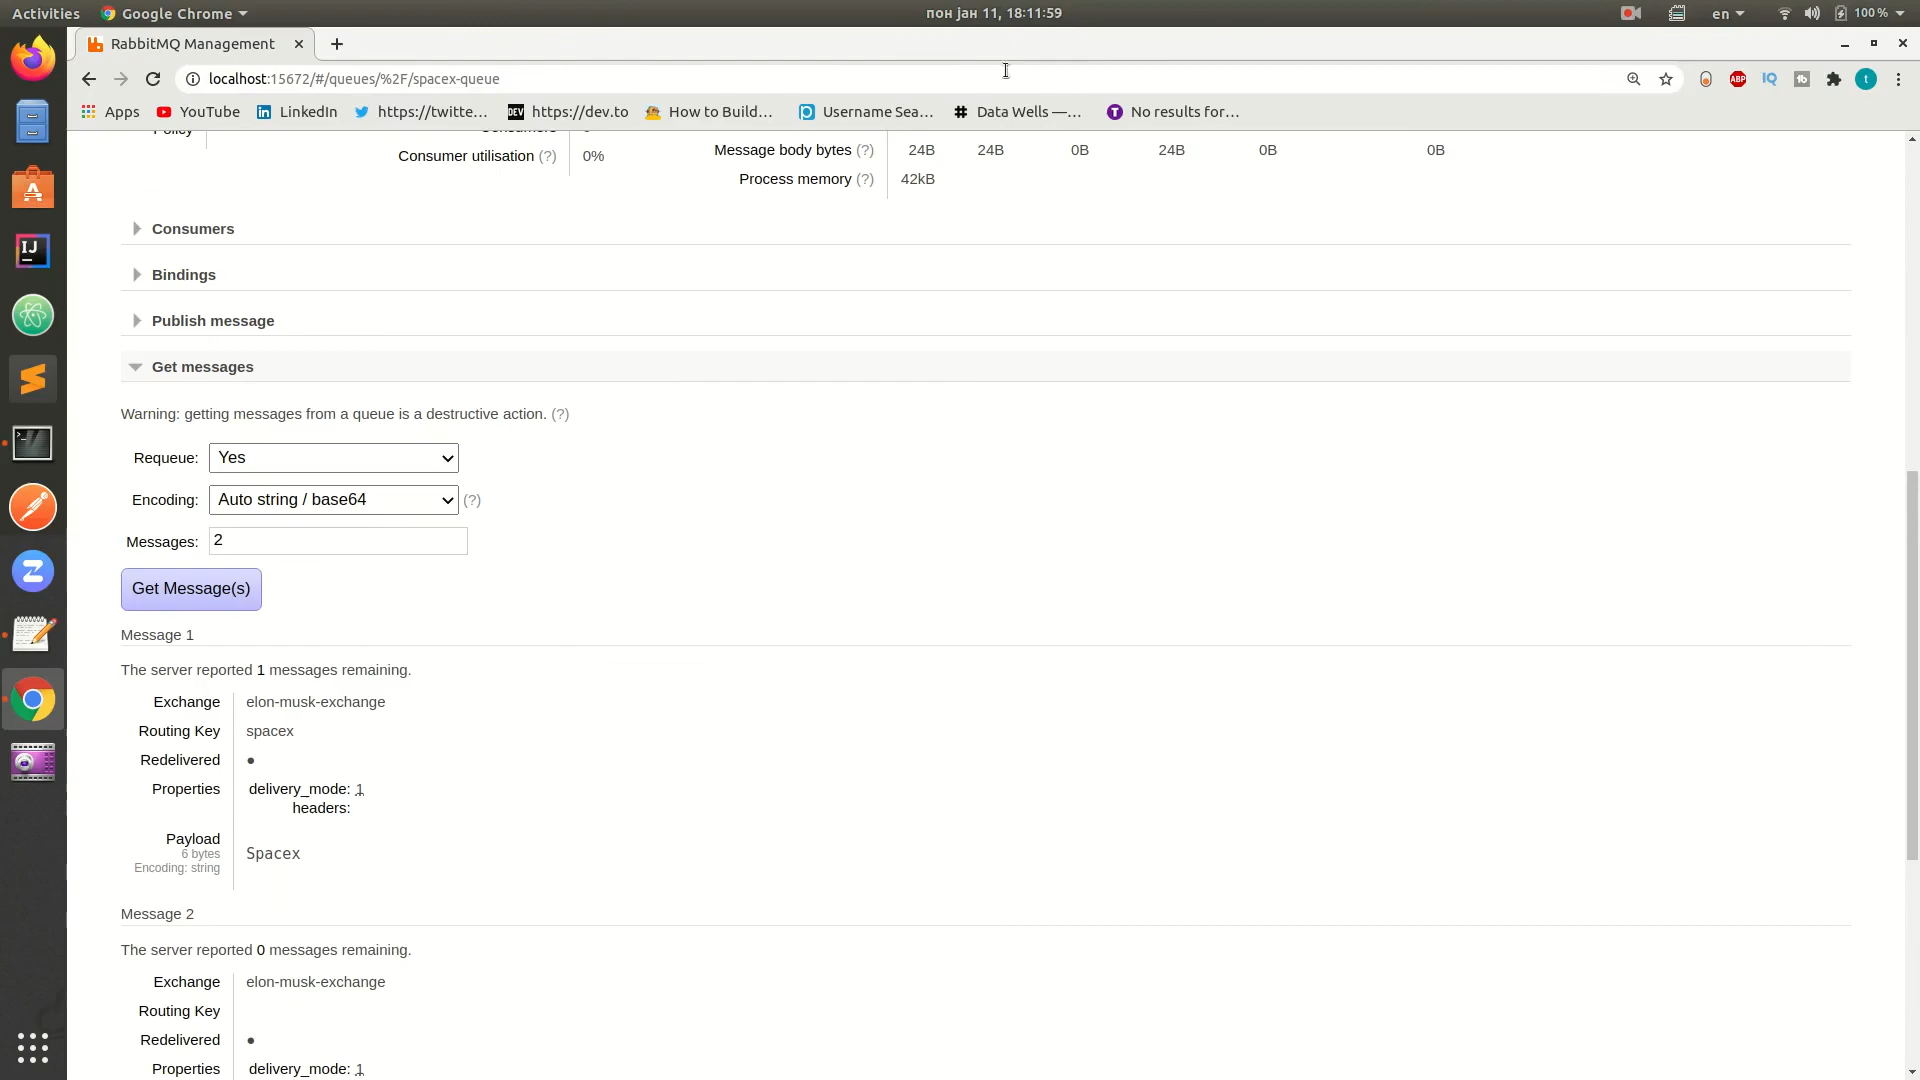 Activities Google Chrome пон јан 11, 18:11:59 en 100 %
RabbitMQ Management
localhost:15672/#/queues/%2F/spacex-queue ABP IQ t
Apps YouTube LinkedIn https://twitte... DEV https://dev.to How to Build... Username Sea... Data Wells —... No results for...
Policy Consumers
Message body bytes (?) 24B 24B 0B 24B 0B 0B
Consumer utilisation (?) 0%
Process memory (?) 42kB
Consumers
Bindings
Publish message
Get messages
Warning: getting messages from a queue is a destructive action. (?)
Requeue: Yes
Encoding: Auto string / base64 (?)
Messages: 2
Get Message(s)
Message 1
The server reported 1 messages remaining.
Exchange elon-musk-exchange
Routing Key spacex
Redelivered ●
Properties delivery_mode: 1
headers:
Payload
6 bytes
Encoding: string
Spacex
Message 2
The server reported 0 messages remaining.
Exchange elon-musk-exchange
Routing Key
Redelivered ●
Properties delivery_mode: 1